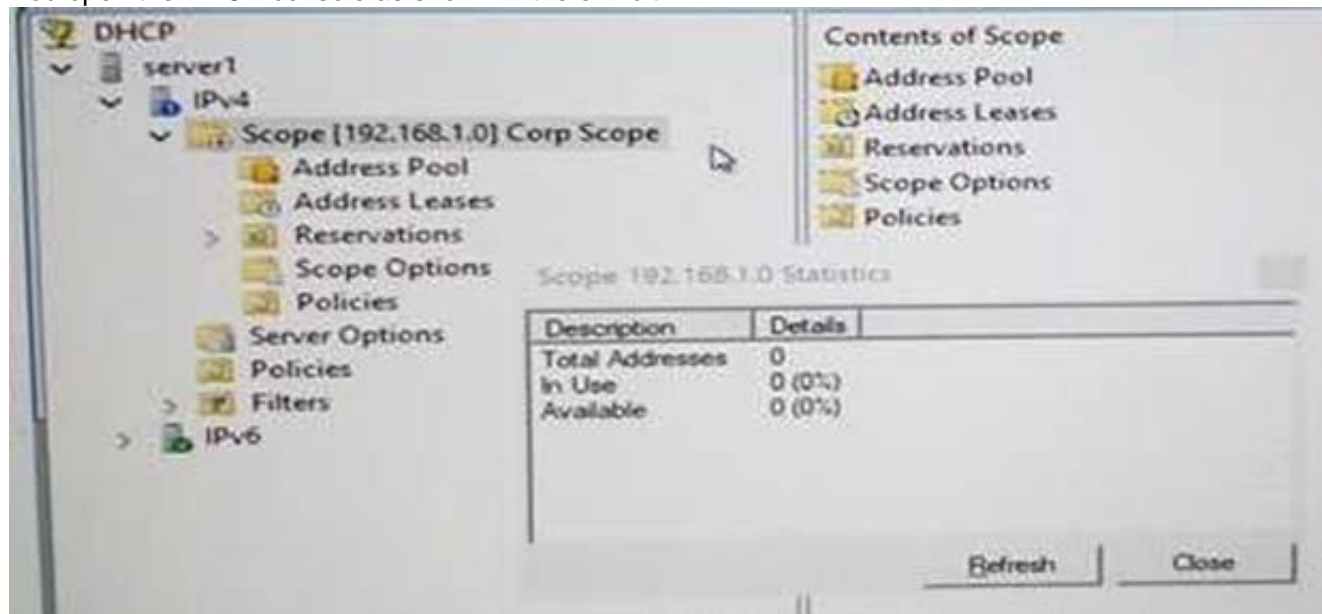 DHCP
server1
IPv4
Scope [192.168.1.0] Corp Scope
Address Pool
Address Leases
Reservations
Scope Options
Policies
Server Options
Policies
Filters
IPv6
Contents of Scope
Address Pool
Address Leases
Reservations
Scope Options
Policies
Scope 192.168.1.0 Statistics
Description Details
Total Addresses 0
In Use 0 (0%)
Available 0 (0%)
Refresh Close